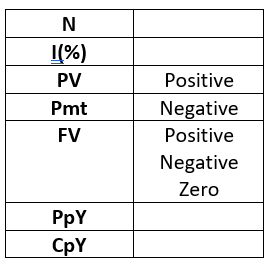 N
I(%)
PV Positive
Pmt Negative
FV Positive
Negative
Zero
PpY
CpY